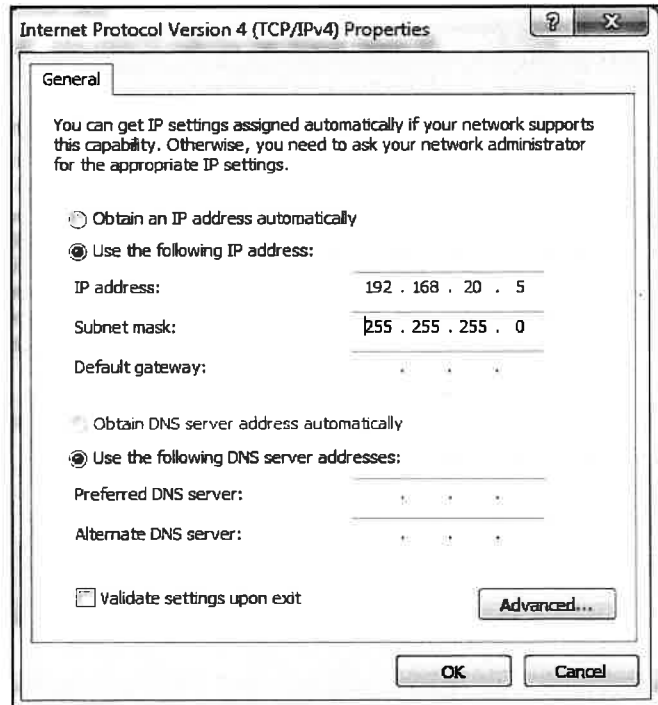 Internet Protocol Version 4 (TCP/IPv4) Properties
General
You can get IP settings assigned automatically if your network supports
this capability. Otherwise, you need to ask your network administrator
for the appropriate IP settings.
Obtain an IP address automatically
Use the following IP address:
IP address: 192 . 168 . 20 . 5
Subnet mask: 255 . 255 . 255 . 0
Default gateway: . . .
Obtain DNS server address automatically
Use the following DNS server addresses:
Preferred DNS server: . . .
Alternate DNS server: . . .
Validate settings upon exit
Advanced...
OK Cancel